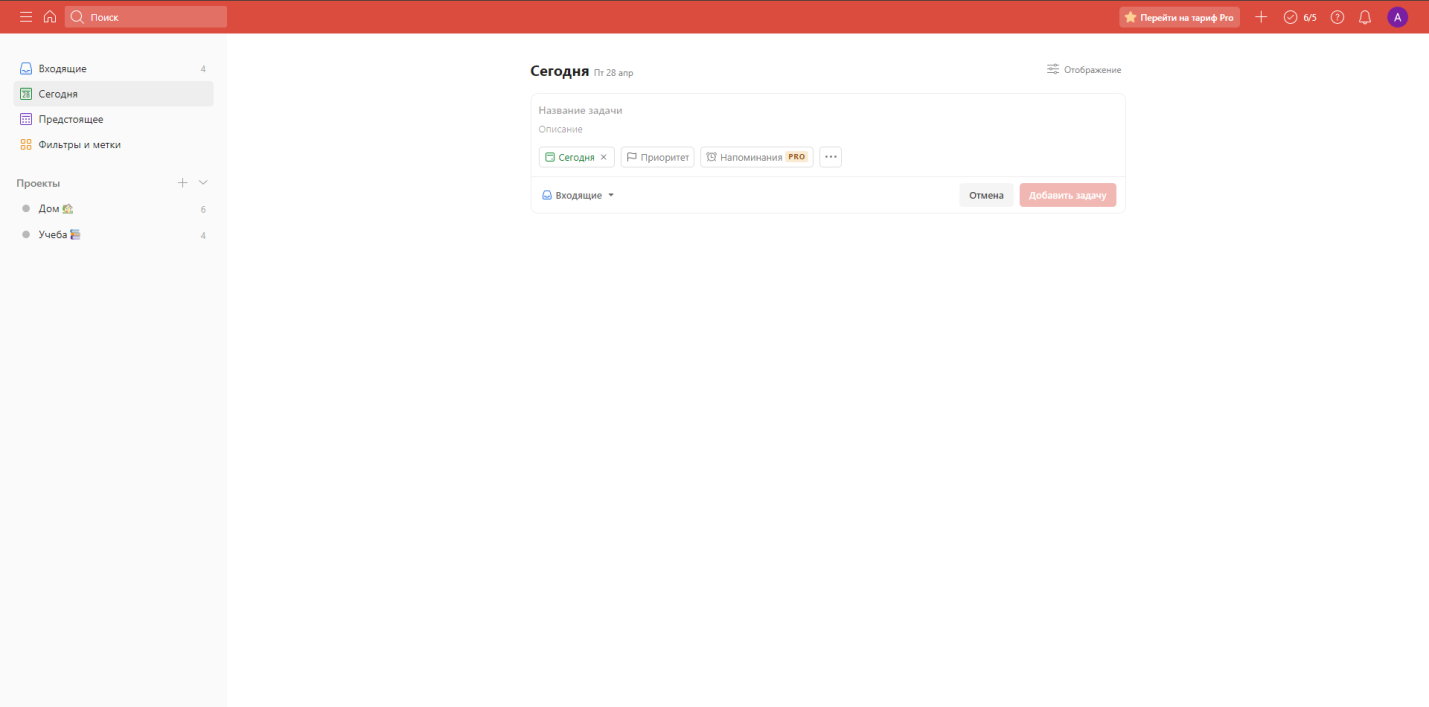 Поиск
Перейти на тариф Pro
6/5
?
A
Входящие 4
28 Сегодня
Предстоящее
Фильтры и метки
Проекты
Дом 6
Учеба 4
Сегодня Пт 28 апр
Отображение
Название задачи
Описание
Сегодня Приоритет Напоминания PRO
Входящие
Отмена Добавить задачу